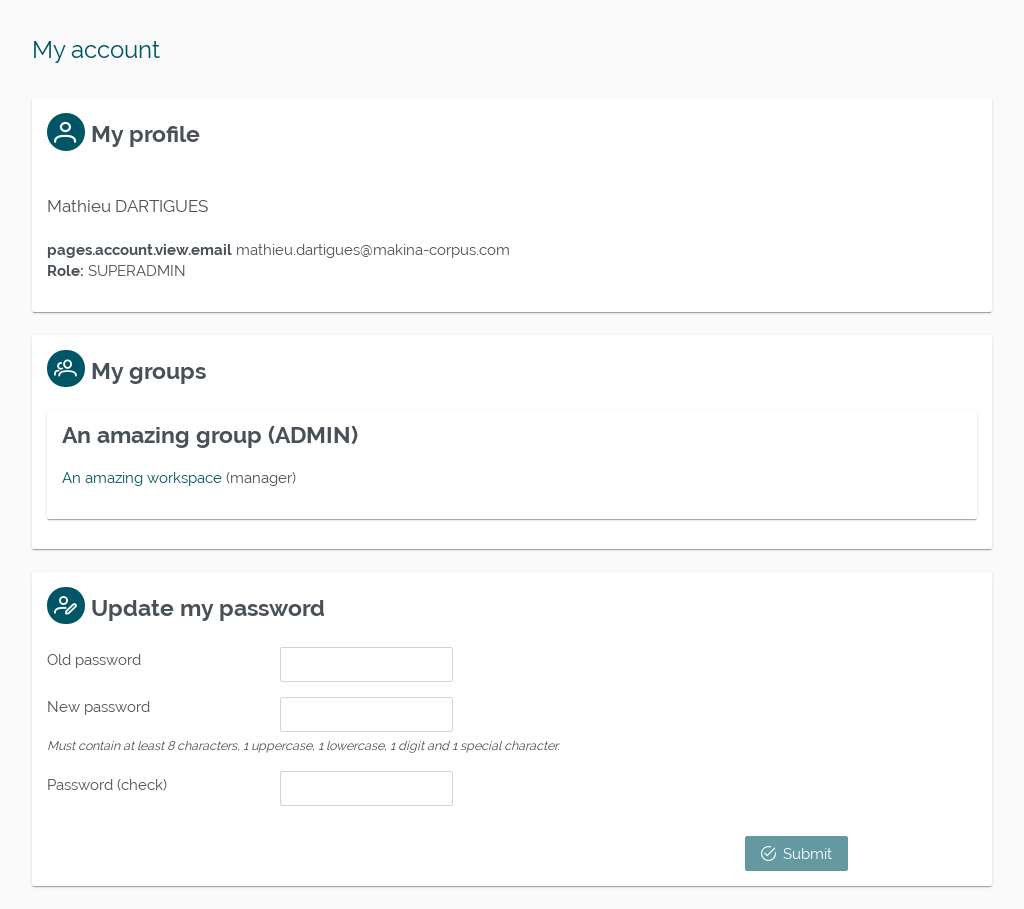 My account
My profile
Mathieu DARTIGUES
pages.account.view.email mathieu.dartigues@makina-corpus.com
Role: SUPERADMIN
My groups
An amazing group (ADMIN)
An amazing workspace (manager)
Update my password
Old password
New password
Must contain at least 8 characters, 1 uppercase, 1 lowercase, 1 digit and 1 special character.
Password (check)
Submit